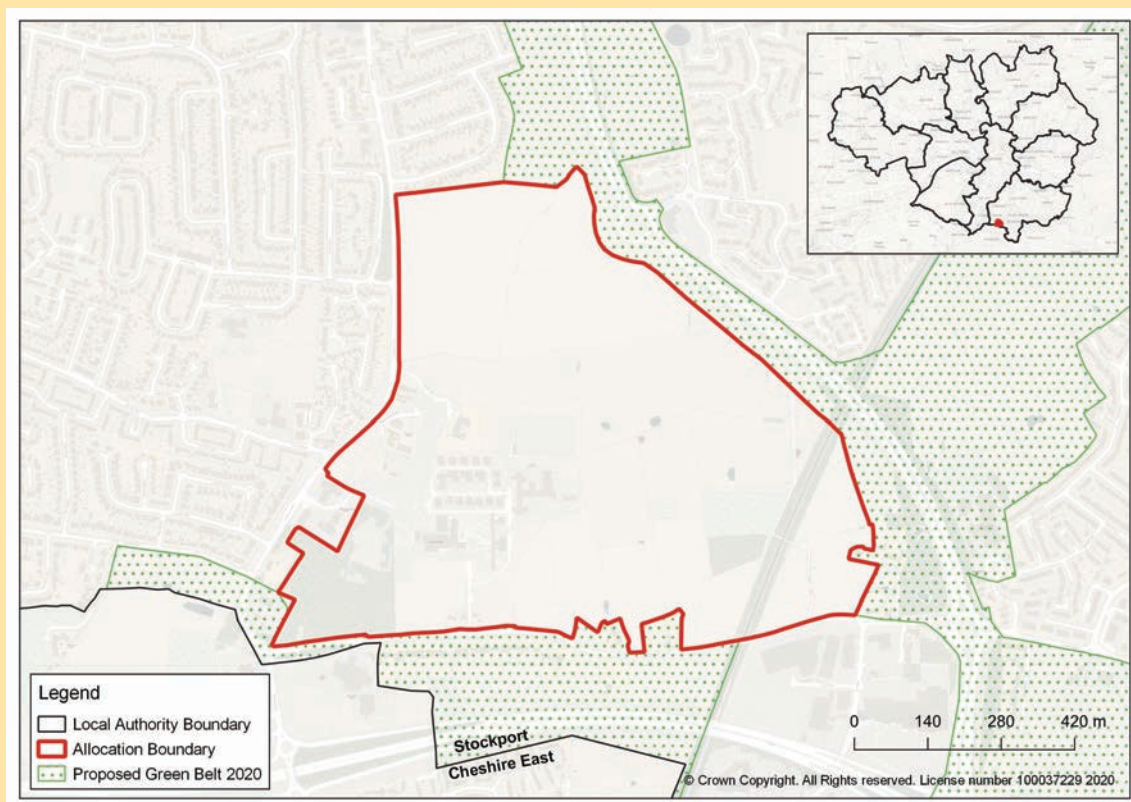 Legend
Local Authority Boundary
Allocation Boundary
Proposed Green Belt 2020
Stockport
Cheshire East
0 140 280 420 m
© Crown Copyright. All Rights reserved. License number 100037229 2020